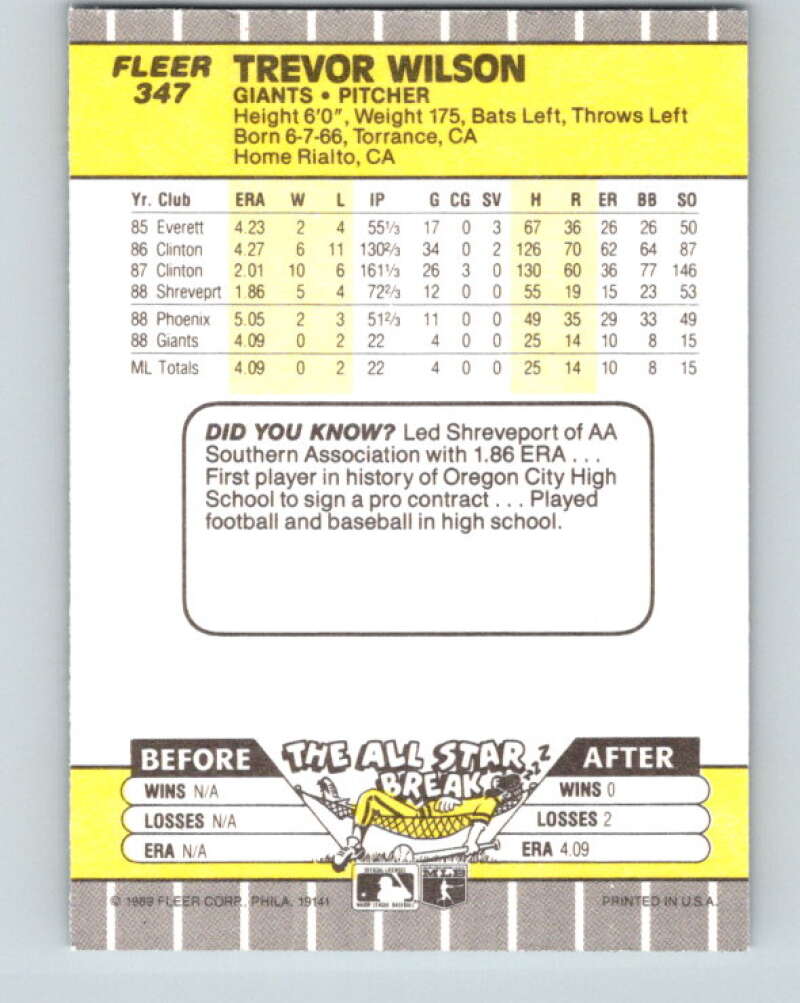 FLEER
347
TREVOR WILSON
GIANTS • PITCHER
Height 6'0", Weight 175, Bats Left, Throws Left
Born 6-7-66, Torrance, CA
Home Rialto, CA
Yr. Club ERA W L IP G CG SV H R ER BB SO
85 Everett 4.23 2 4 55⅓ 17 0 3 67 36 26 26 50
86 Clinton 4.27 6 11 130⅔ 34 0 2 126 70 62 64 87
87 Clinton 2.01 10 6 161⅓ 26 3 0 130 60 36 77 146
88 Shreveprt 1.86 5 4 72⅔ 12 0 0 55 19 15 23 53
88 Phoenix 5.05 2 3 51⅔ 11 0 0 49 35 29 33 49
88 Giants 4.09 0 2 22 4 0 0 25 14 10 8 15
ML Totals 4.09 0 2 22 4 0 0 25 14 10 8 15
DID YOU KNOW? Led Shreveport of AA
Southern Association with 1.86 ERA . . .
First player in history of Oregon City High
School to sign a pro contract . . . Played
football and baseball in high school.
THE ALL STAR
BREAK
ZZZ
BEFORE
WINS N/A
LOSSES N/A
ERA N/A
AFTER
WINS 0
LOSSES 2
ERA 4.09
MAJOR LEAGUE BASEBALL
MLB
© 1989 FLEER CORP., PHILA. 19141
PRINTED IN U.S.A.